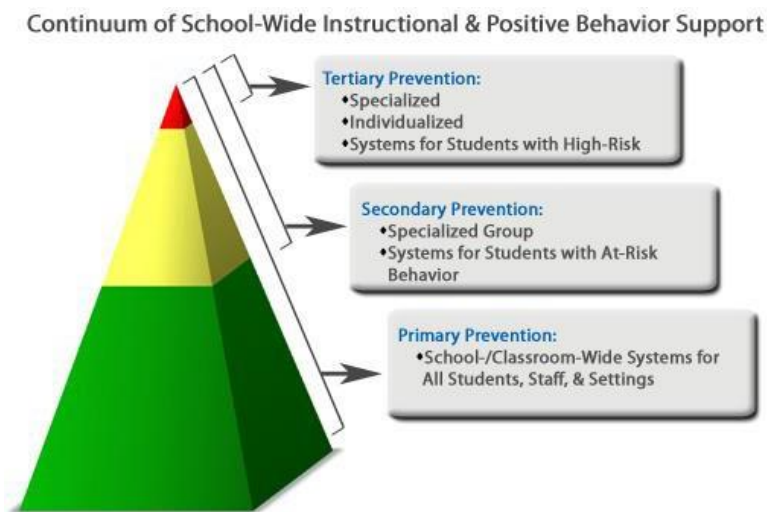 Continuum of School-Wide Instructional & Positive Behavior Support
Tertiary Prevention:
♦Specialized
♦Individualized
♦Systems for Students with High-Risk
Secondary Prevention:
♦Specialized Group
♦Systems for Students with At-Risk
Behavior
Primary Prevention:
♦School-/Classroom-Wide Systems for
All Students, Staff, & Settings